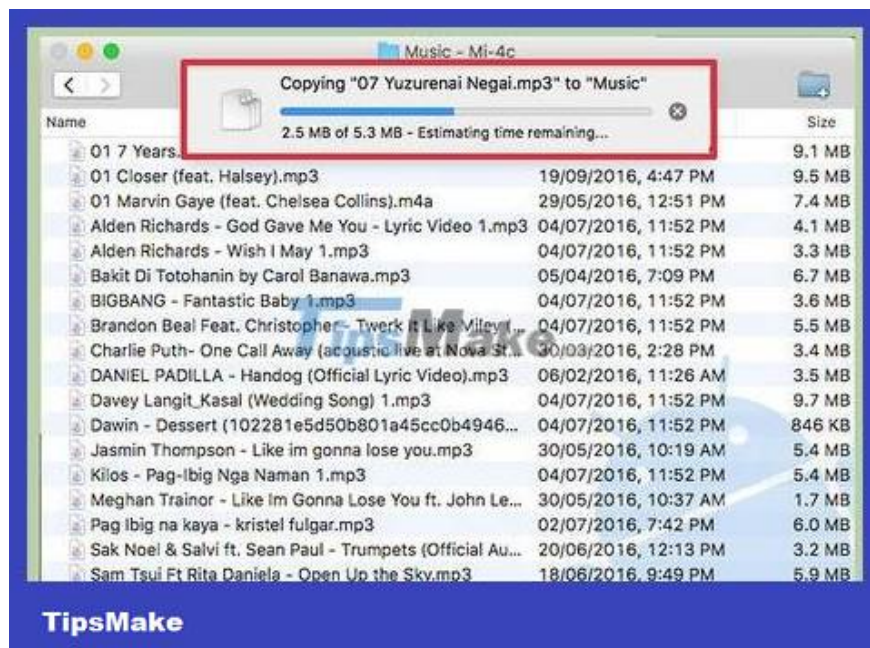 Music - Mi-4c
Copying "07 Yuzurenai Negai.mp3" to "Music"
2.5 MB of 5.3 MB - Estimating time remaining...
Name Size
01 7 Years. 9.1 MB
01 Closer (feat. Halsey).mp3 19/09/2016, 4:47 PM 9.5 MB
01 Marvin Gaye (feat. Chelsea Collins).m4a 29/05/2016, 12:51 PM 7.4 MB
Alden Richards - God Gave Me You - Lyric Video 1.mp3 04/07/2016, 11:52 PM 4.1 MB
Alden Richards - Wish I May 1.mp3 04/07/2016, 11:52 PM 3.3 MB
Bakit Di Totohanin by Carol Banawa.mp3 05/04/2016, 7:09 PM 6.7 MB
BIGBANG - Fantastic Baby 1.mp3 04/07/2016, 11:52 PM 3.6 MB
Brandon Beal Feat. Christopher - Twerk It Like Miley (... 04/07/2016, 11:52 PM 5.5 MB
TipsMake
Charlie Puth- One Call Away (acoustic live at Nova St... 30/03/2016, 2:28 PM 3.4 MB
DANIEL PADILLA - Handog (Official Lyric Video).mp3 06/02/2016, 11:26 AM 3.5 MB
Davey Langit_Kasal (Wedding Song) 1.mp3 04/07/2016, 11:52 PM 9.7 MB
Dawin - Dessert (102281e5d50b801a45cc0b4946... 04/07/2016, 11:52 PM 846 KB
Jasmin Thompson - Like im gonna lose you.mp3 30/05/2016, 10:19 AM 5.4 MB
Kilos - Pag-Ibig Nga Naman 1.mp3 04/07/2016, 11:52 PM 5.4 MB
Meghan Trainor - Like Im Gonna Lose You ft. John Le... 30/05/2016, 10:37 AM 1.7 MB
Pag Ibig na kaya - kristel fulgar.mp3 02/07/2016, 7:42 PM 6.0 MB
Sak Noel & Salvi ft. Sean Paul - Trumpets (Official Au... 20/06/2016, 12:13 PM 3.2 MB
Sam Tsui Ft Rita Daniela - Open Up the Sky.mp3 18/06/2016, 9:49 PM 5.9 MB
TipsMake